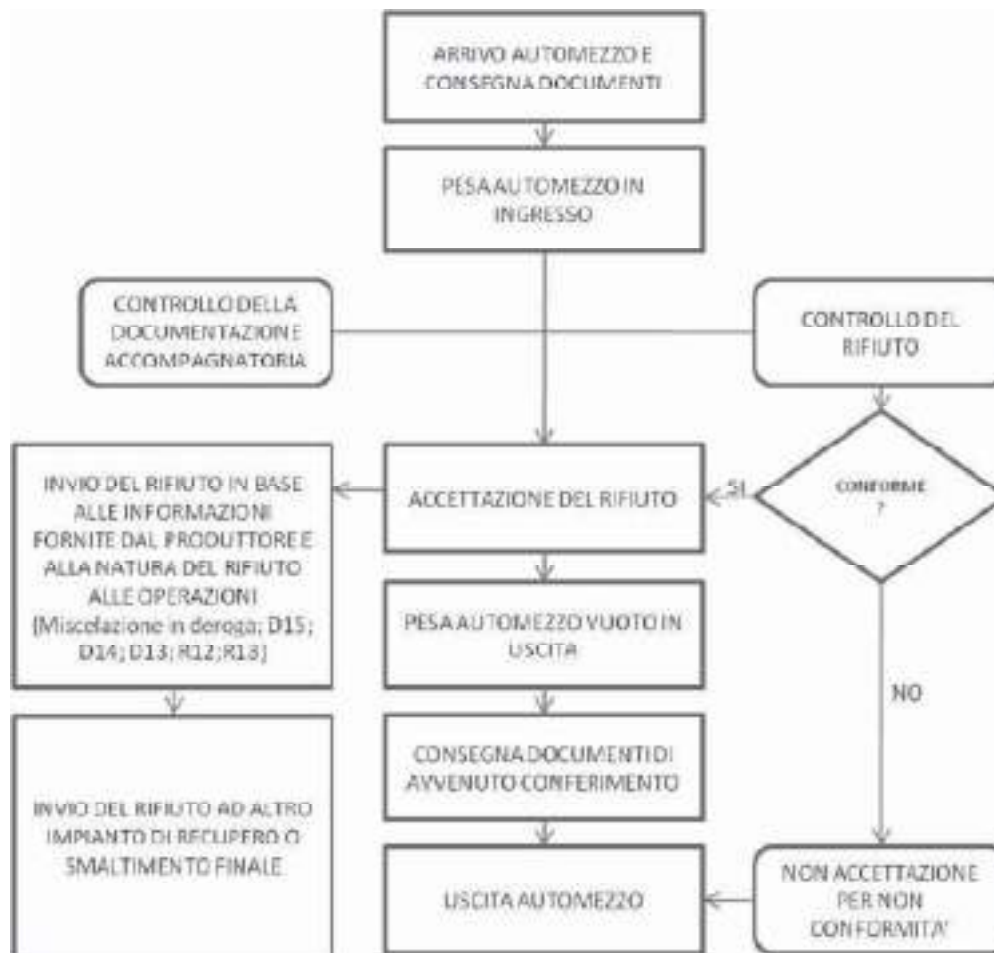 ARRIVO AUTOMEZZO E
CONSEGNA DOCUMENTI
PESA AUTOMEZZO IN
INGRESSO
CONTROLLO DELLA
DOCUMENTAZIONE
ACCOMPAGNATORIA
CONTROLLO DEL
RIFIUTO
INVIO DEL RIFIUTO IN BASE
ALLE INFORMAZIONI
FORNITE DAL PRODUTTORE E
ALLA NATURA DEL RIFIUTO
ALLE OPERAZIONI
(Miscelazione in deroga; D15;
D14; D13; R12;R13)
ACCETTAZIONE DEL RIFIUTO
SI
CONFORME
?
PESA AUTOMEZZO VUOTO IN
USCITA
NO
CONSEGNA DOCUMENTI DI
AVVENUTO CONFERIMENTO
INVIO DEL RIFIUTO AD ALTRO
IMPIANTO DI RECUPERO O
SMALTIMENTO FINALE
USCITA AUTOMEZZO
NON ACCETTAZIONE
PER NON
CONFORMITA'